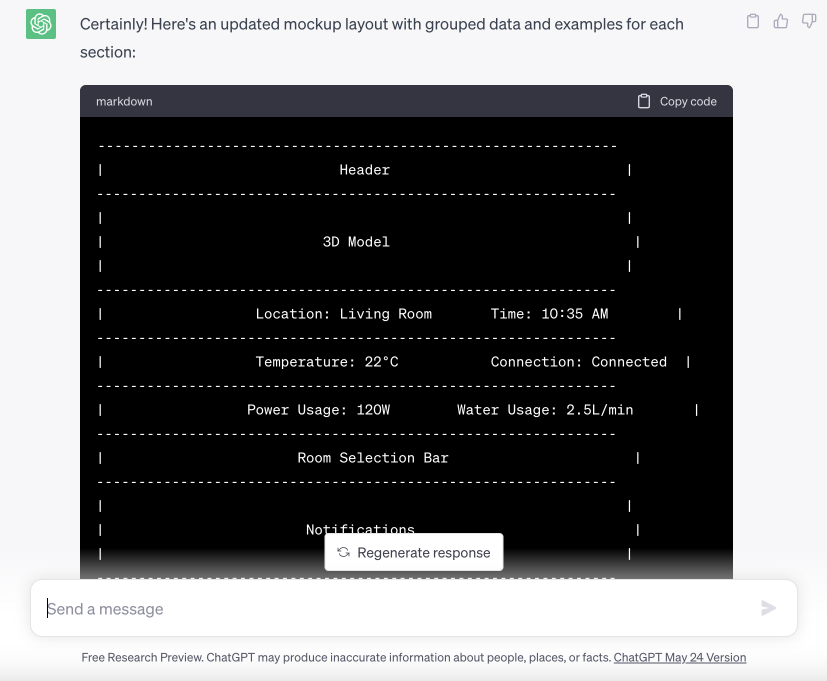 Certainly! Here's an updated mockup layout with grouped data and examples for each
section:
markdown Copy code
--------------------------------------------------------------
| Header |
--------------------------------------------------------------
| |
| 3D Model |
| |
--------------------------------------------------------------
| Location: Living Room Time: 10:35 AM |
--------------------------------------------------------------
| Temperature: 22°C Connection: Connected |
--------------------------------------------------------------
| Power Usage: 120W Water Usage: 2.5L/min |
--------------------------------------------------------------
| Room Selection Bar |
--------------------------------------------------------------
| |
| Notifications |
| |
--------------------------------------------------------------
Regenerate response
Send a message
Free Research Preview. ChatGPT may produce inaccurate information about people, places, or facts. ChatGPT May 24 Version